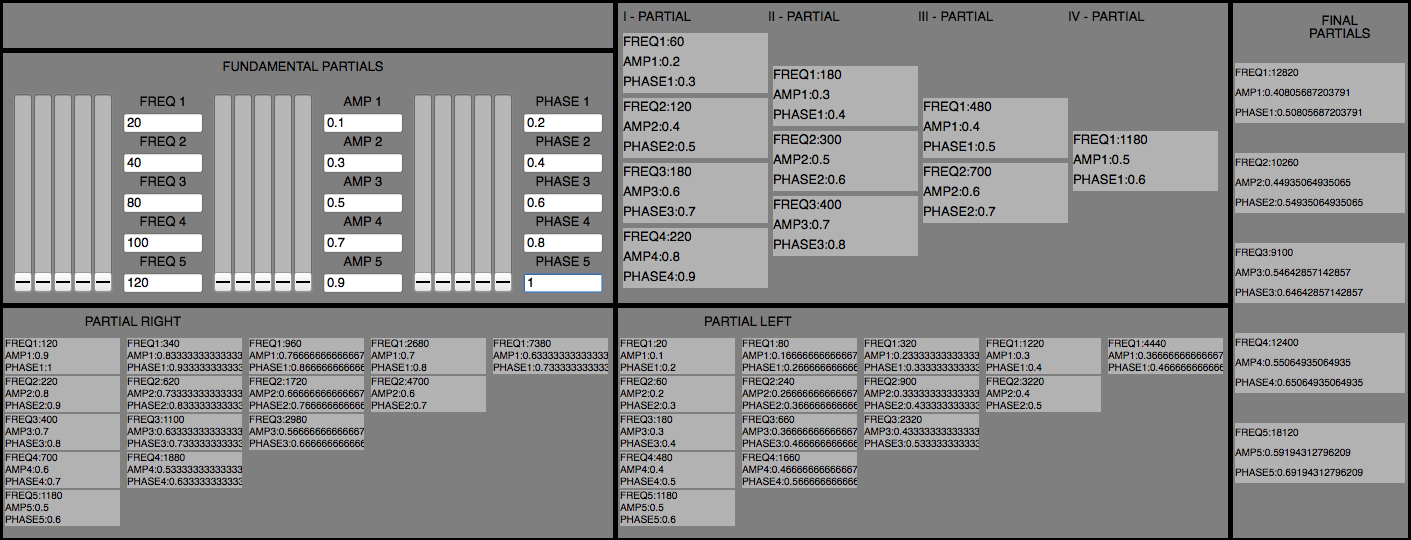 FUNDAMENTAL PARTIALS
FREQ 1
20
FREQ 2
40
FREQ 3
80
FREQ 4
100
FREQ 5
120
AMP 1
0.1
AMP 2
0.3
AMP 3
0.5
AMP 4
0.7
AMP 5
0.9
PHASE 1
0.2
PHASE 2
0.4
PHASE 3
0.6
PHASE 4
0.8
PHASE 5
1
I - PARTIAL
FREQ1:60
AMP1:0.2
PHASE1:0.3
FREQ2:120
AMP2:0.4
PHASE2:0.5
FREQ3:180
AMP3:0.6
PHASE3:0.7
FREQ4:220
AMP4:0.8
PHASE4:0.9
II - PARTIAL
FREQ1:180
AMP1:0.3
PHASE1:0.4
FREQ2:300
AMP2:0.5
PHASE2:0.6
FREQ3:400
AMP3:0.7
PHASE3:0.8
III - PARTIAL
FREQ1:480
AMP1:0.4
PHASE1:0.5
FREQ2:700
AMP2:0.6
PHASE2:0.7
IV - PARTIAL
FREQ1:1180
AMP1:0.5
PHASE1:0.6
FINAL
PARTIALS
FREQ1:12820
AMP1:0.40805687203791
PHASE1:0.50805687203791
FREQ2:10260
AMP2:0.44935064935065
PHASE2:0.54935064935065
FREQ3:9100
AMP3:0.54642857142857
PHASE3:0.64642857142857
FREQ4:12400
AMP4:0.55064935064935
PHASE4:0.65064935064935
FREQ5:18120
AMP5:0.59194312796209
PHASE5:0.69194312796209
PARTIAL RIGHT
FREQ1:120
AMP1:0.9
PHASE1:1
FREQ2:220
AMP2:0.8
PHASE2:0.9
FREQ3:400
AMP3:0.7
PHASE3:0.8
FREQ4:700
AMP4:0.6
PHASE4:0.7
FREQ5:1180
AMP5:0.5
PHASE5:0.6
FREQ1:340
AMP1:0.83333333333333
PHASE1:0.933333333333
FREQ2:620
AMP2:0.73333333333333
PHASE2:0.833333333333
FREQ3:1100
AMP3:0.63333333333333
PHASE3:0.733333333333
FREQ4:1880
AMP4:0.53333333333333
PHASE4:0.633333333333
FREQ1:960
AMP1:0.76666666666667
PHASE1:0.866666666666
FREQ2:1720
AMP2:0.66666666666667
PHASE2:0.766666666666
FREQ3:2980
AMP3:0.56666666666667
PHASE3:0.666666666666
FREQ1:2680
AMP1:0.7
PHASE1:0.8
FREQ2:4700
AMP2:0.6
PHASE2:0.7
FREQ1:7380
AMP1:0.63333333333333
PHASE1:0.733333333333
PARTIAL LEFT
FREQ1:20
AMP1:0.1
PHASE1:0.2
FREQ2:60
AMP2:0.2
PHASE2:0.3
FREQ3:180
AMP3:0.3
PHASE3:0.4
FREQ4:480
AMP4:0.4
PHASE4:0.5
FREQ5:1180
AMP5:0.5
PHASE5:0.6
FREQ1:80
AMP1:0.16666666666667
PHASE1:0.266666666666
FREQ2:240
AMP2:0.26666666666667
PHASE2:0.366666666666
FREQ3:660
AMP3:0.36666666666667
PHASE3:0.466666666666
FREQ4:1660
AMP4:0.46666666666667
PHASE4:0.566666666666
FREQ1:320
AMP1:0.23333333333333
PHASE1:0.333333333333
FREQ2:900
AMP2:0.33333333333333
PHASE2:0.433333333333
FREQ3:2320
AMP3:0.43333333333333
PHASE3:0.533333333333
FREQ1:1220
AMP1:0.3
PHASE1:0.4
FREQ2:3220
AMP2:0.4
PHASE2:0.5
FREQ1:4440
AMP1:0.36666666666667
PHASE1:0.466666666666